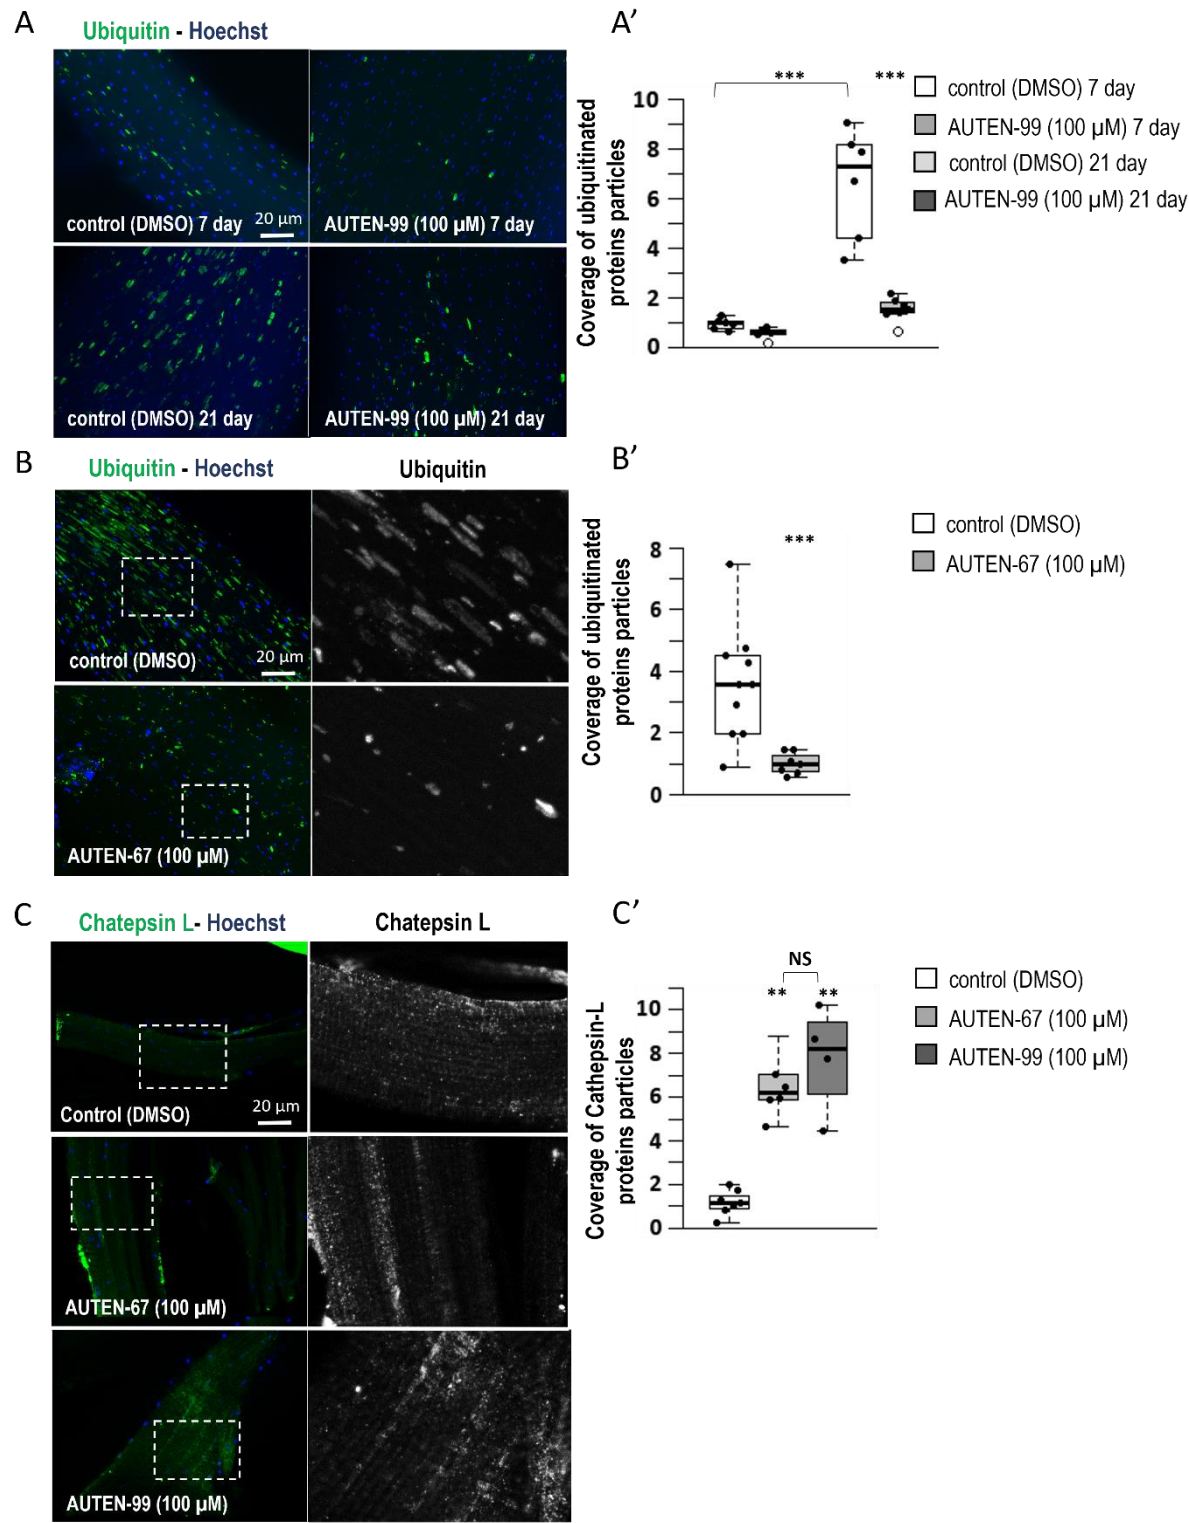 A
Ubiquitin - Hoechst
control (DMSO) 7 day
20 µm
AUTEN-99 (100 µM) 7 day
control (DMSO) 21 day
AUTEN-99 (100 µM) 21 day
A′
Coverage of ubiquitinated
proteins particles
10
8
6
4
2
0
***
***
control (DMSO) 7 day
AUTEN-99 (100 µM) 7 day
control (DMSO) 21 day
AUTEN-99 (100 µM) 21 day
B
Ubiquitin - Hoechst
Ubiquitin
control (DMSO)
20 µm
AUTEN-67 (100 µM)
B′
Coverage of ubiquitinated
proteins particles
8
6
4
2
0
***
control (DMSO)
AUTEN-67 (100 µM)
C
Chatepsin L- Hoechst
Chatepsin L
Control (DMSO)
20 µm
AUTEN-67 (100 µM)
AUTEN-99 (100 µM)
C′
Coverage of Cathepsin-L
proteins particles
10
8
6
4
2
0
NS
**
**
control (DMSO)
AUTEN-67 (100 µM)
AUTEN-99 (100 µM)